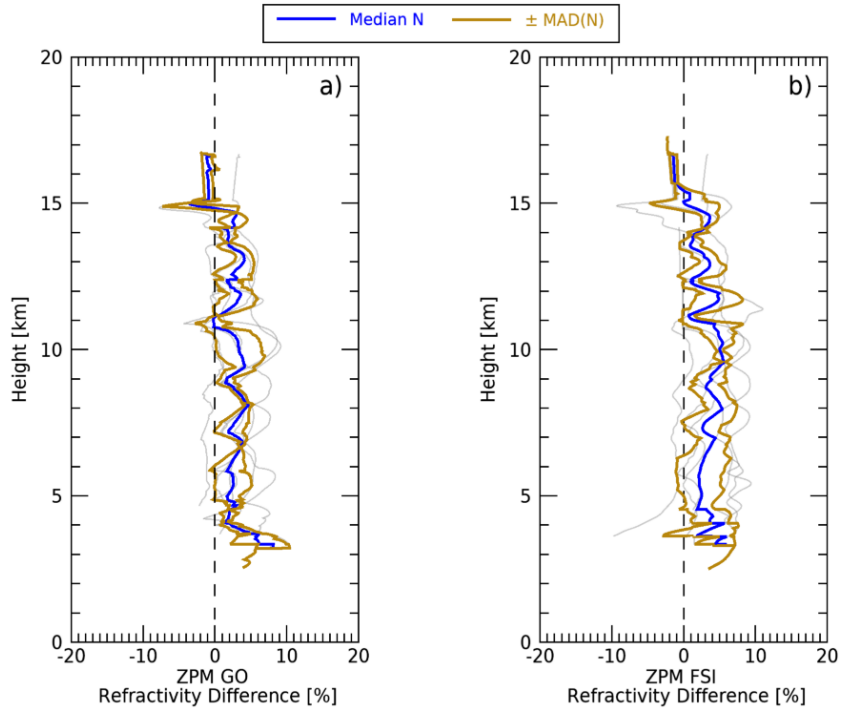 Median N ± MAD(N)
a) b)
20 20
15 15
10 10
5 5
0 0
Height [km] Height [km]
-20 -10 0 10 20 -20 -10 0 10 20
ZPM GO ZPM FSI
Refractivity Difference [%] Refractivity Difference [%]